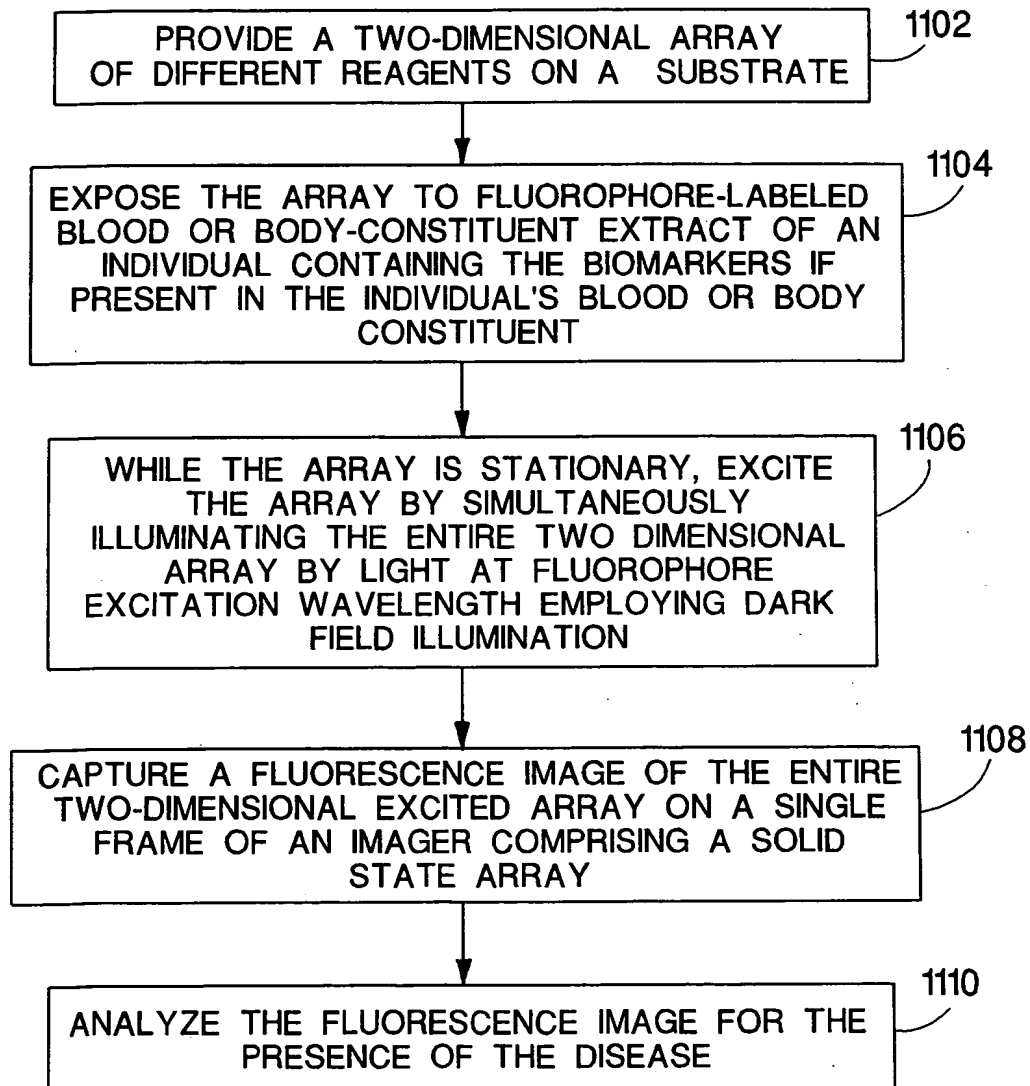 PROVIDE A TWO-DIMENSIONAL ARRAY
OF DIFFERENT REAGENTS ON A SUBSTRATE
1102
EXPOSE THE ARRAY TO FLUOROPHORE-LABELED
BLOOD OR BODY-CONSTITUENT EXTRACT OF AN
INDIVIDUAL CONTAINING THE BIOMARKERS IF
PRESENT IN THE INDIVIDUAL'S BLOOD OR BODY
CONSTITUENT
1104
WHILE THE ARRAY IS STATIONARY, EXCITE
THE ARRAY BY SIMULTANEOUSLY
ILLUMINATING THE ENTIRE TWO DIMENSIONAL
ARRAY BY LIGHT AT FLUOROPHORE
EXCITATION WAVELENGTH EMPLOYING DARK
FIELD ILLUMINATION
1106
CAPTURE A FLUORESCENCE IMAGE OF THE ENTIRE
TWO-DIMENSIONAL EXCITED ARRAY ON A SINGLE
FRAME OF AN IMAGER COMPRISING A SOLID
STATE ARRAY
1108
ANALYZE THE FLUORESCENCE IMAGE FOR THE
PRESENCE OF THE DISEASE
1110